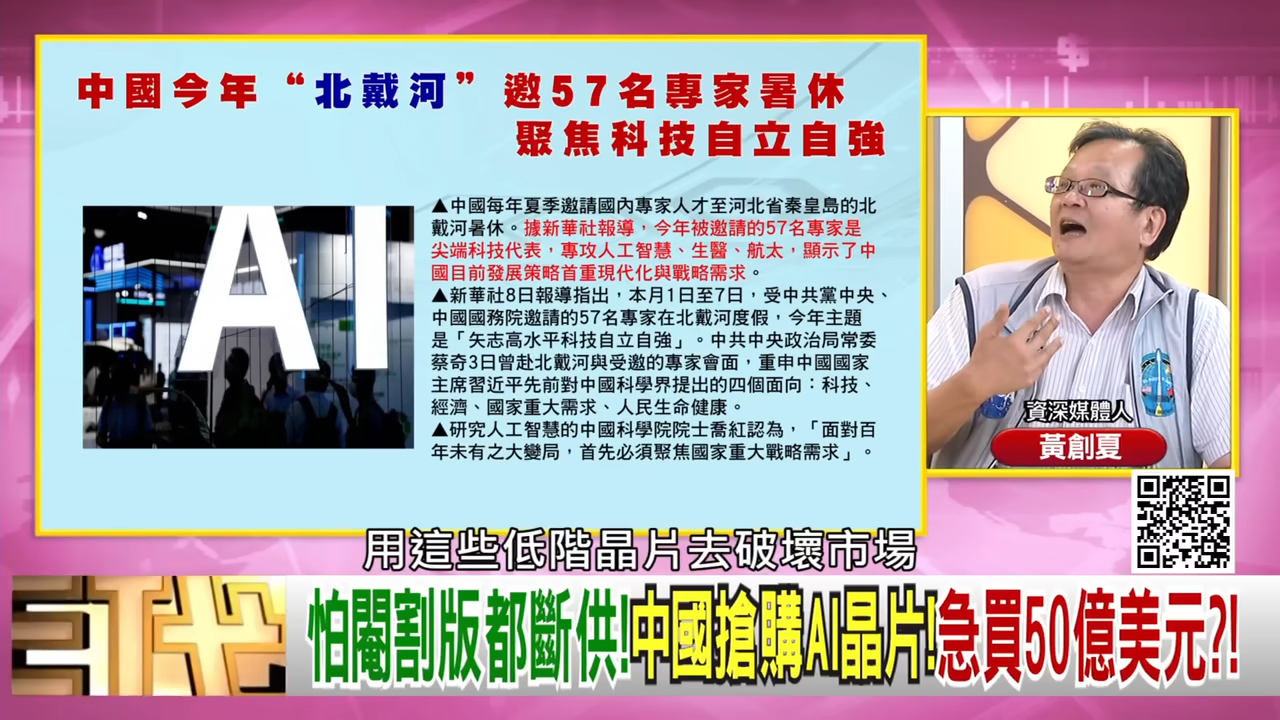 中國今年“北戴河”邀57名專家暑休
聚焦科技自立自強
AI
▲中國每年夏季邀請國內專家人才至河北省秦皇島的北
戴河暑休。據新華社報導，今年被邀請的57名專家是
尖端科技代表，專攻人工智慧、生醫、航太，顯示了中
國目前發展策略首重現代化與戰略需求。
▲新華社8日報導指出，本月1日至7日，受中共黨中央、
中國國務院邀請的57名專家在北戴河度假，今年主題
是「矢志高水平科技自立自強」。中共中央政治局常委
蔡奇3日曾赴北戴河與受邀的專家會面，重申中國國家
主席習近平先前對中國科學界提出的四個面向：科技、
經濟、國家重大需求、人民生命健康。
▲研究人工智慧的中國科學院院士喬紅認為，「面對百
年未有之大變局，首先必須聚焦國家重大戰略需求」。
資深媒體人
黃創夏
用這些低階晶片去破壞市場
怕閹割版都斷供!中國搶購AI晶片!急買50億美元?!